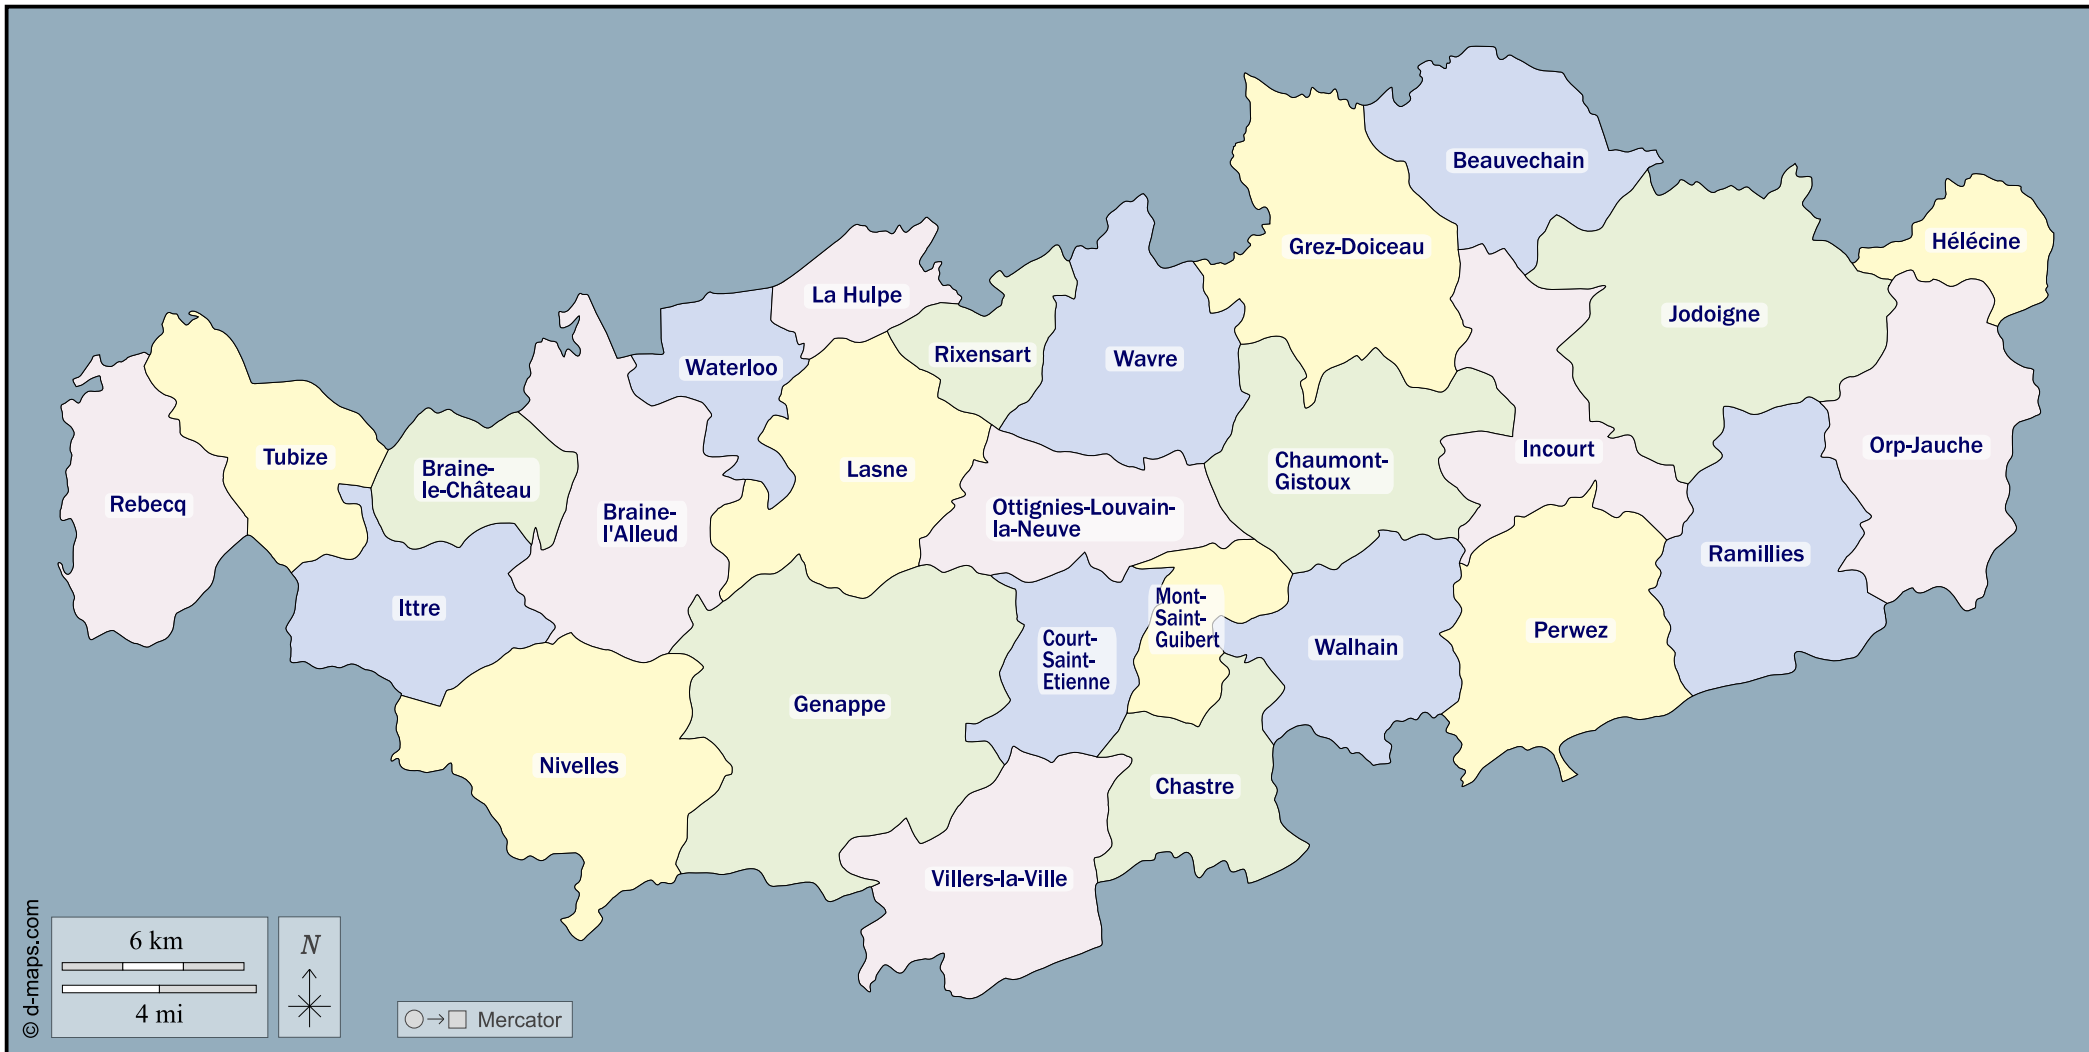 Beauvechain
Grez-Doiceau
Hélécine
La Hulpe
Jodoigne
Rixensart
Wavre
Waterloo
Tubize
Braine-
le-Château
Lasne
Chaumont-
Gistoux
Incourt
Orp-Jauche
Rebecq
Braine-
l'Alleud
Ottignies-Louvain-
la-Neuve
Ramillies
Ittre
Mont-
Saint-
Guibert
Court-
Saint-
Etienne
Walhain
Perwez
Genappe
Nivelles
Chastre
Villers-la-Ville
© d-maps.com
6 km
4 mi
N
Mercator